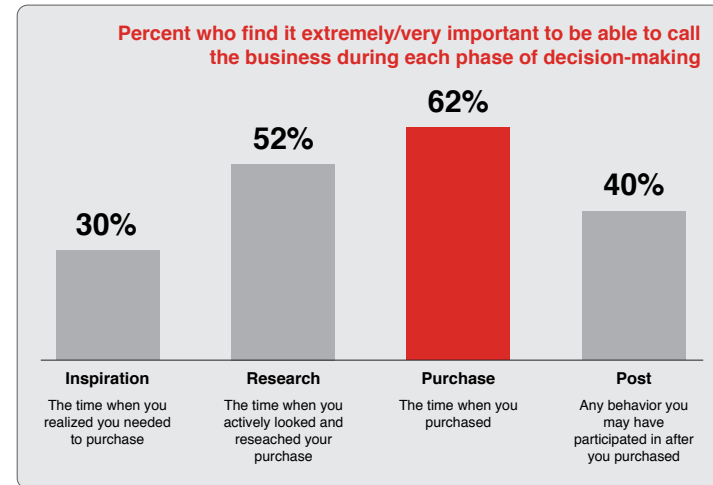 Percent who find it extremely/very important to be able to call
the business during each phase of decision-making
30%
52%
62%
40%
Inspiration
The time when you
realized you needed
to purchase
Research
The time when you
actively looked and
reseached your
purchase
Purchase
The time when you
purchased
Post
Any behavior you
may have
participated in after
you purchased